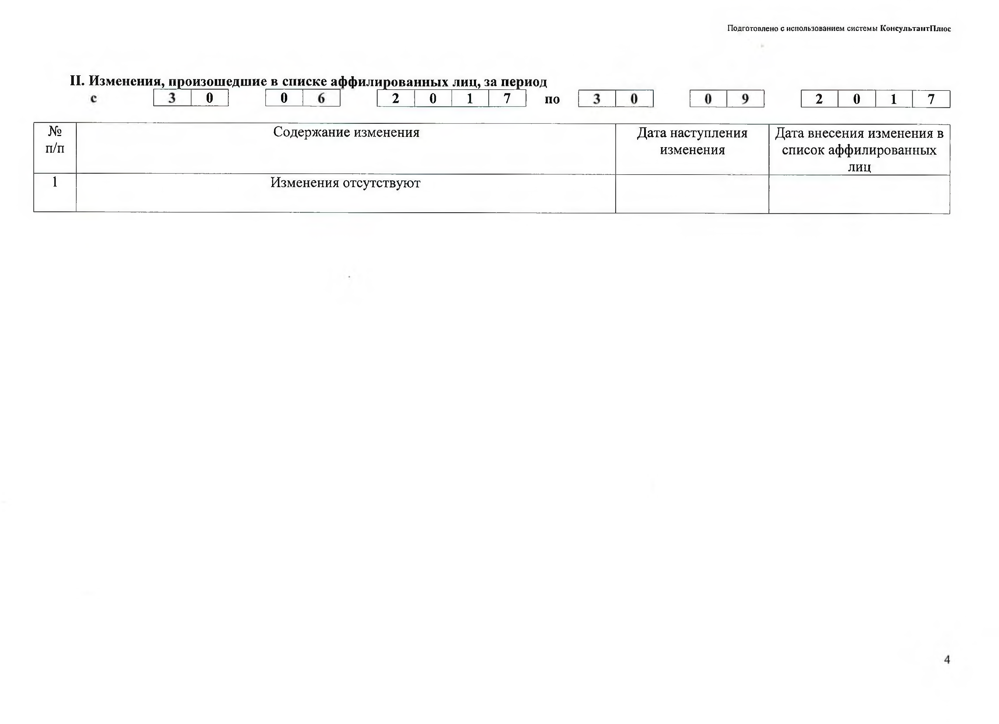 Подготовлено с использованием системы КонсультантПлюс
II. Изменения, произошедшие в списке аффилированных лиц, за период
с 3 0 0 6 2 0 1 7 по 3 0 0 9 2 0 1 7
№ п/п
Содержание изменения
Дата наступления
изменения
Дата внесения изменения в
список аффилированных
лиц
1 Изменения отсутствуют
4